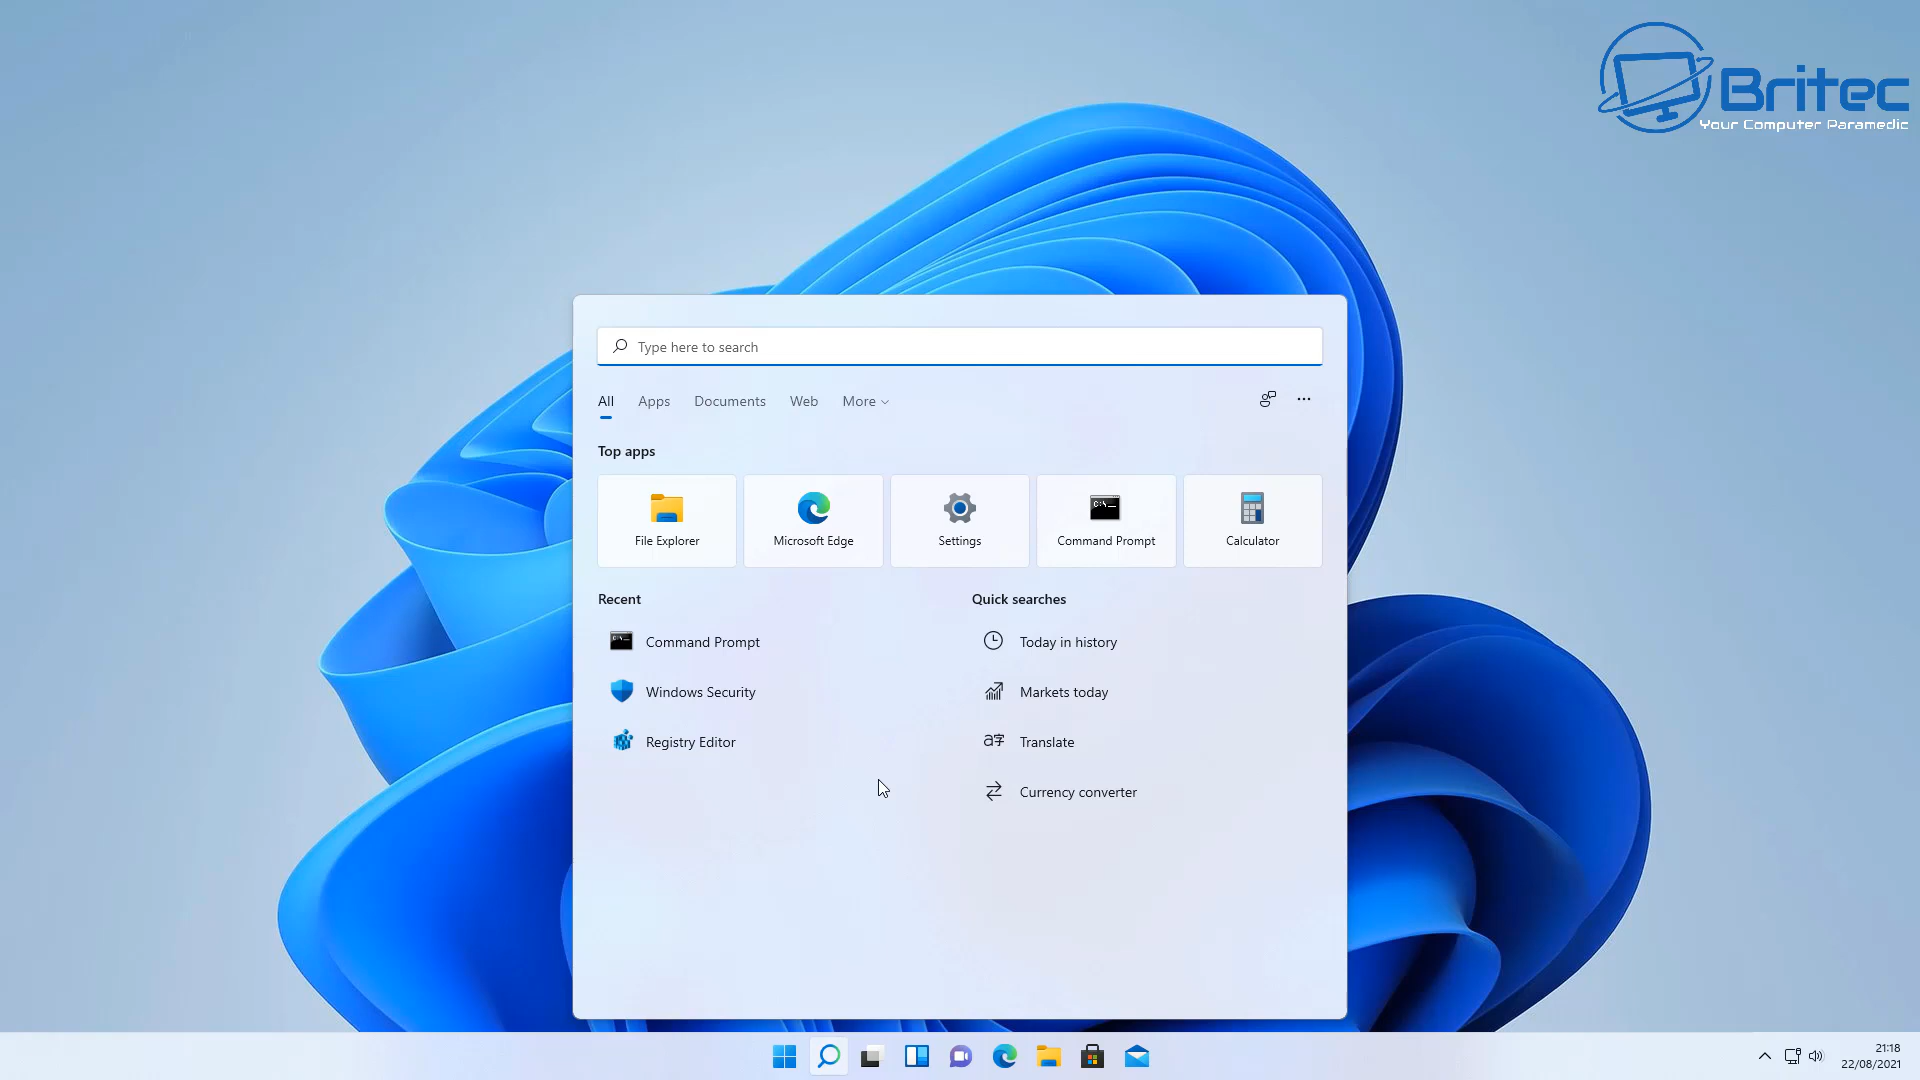 Britec
Your Computer Paramedic
Type here to search
All Apps Documents Web More
Top apps
File Explorer Microsoft Edge Settings Command Prompt Calculator
Recent Quick searches
Command Prompt Today in history
Windows Security Markets today
Registry Editor Translate
Currency converter
21:18
22/08/2021